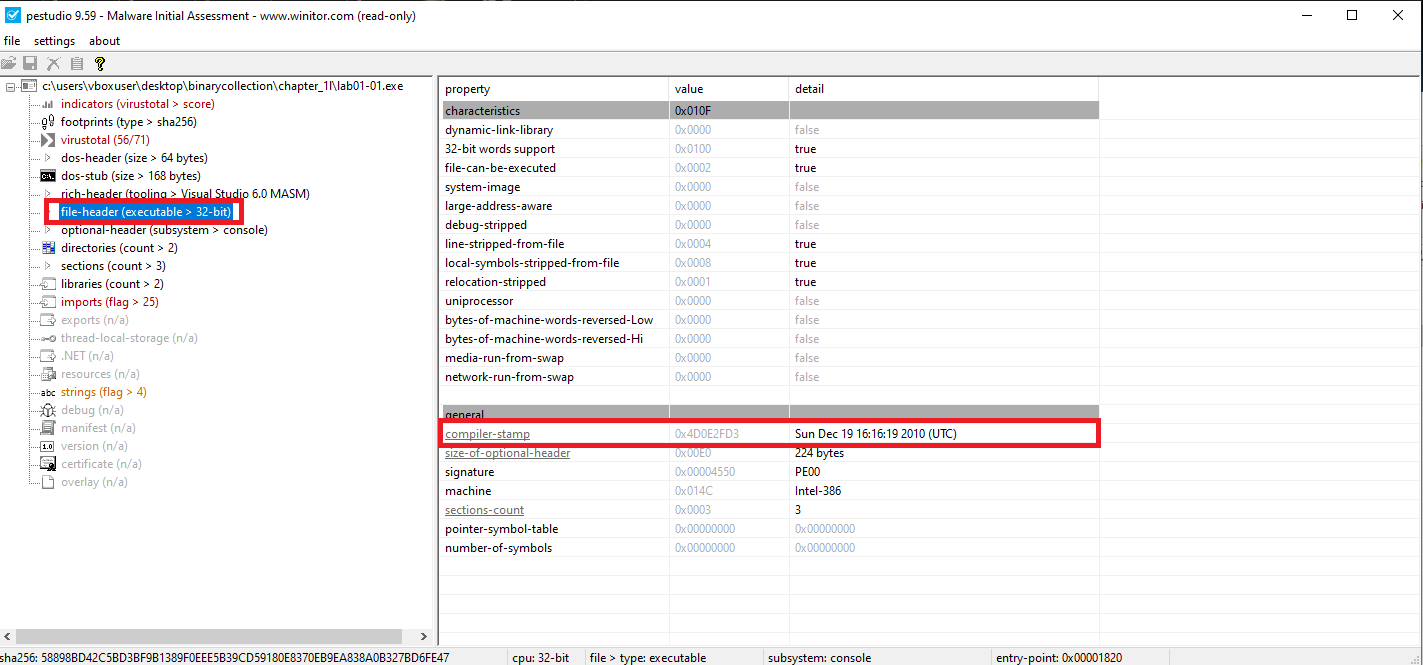 pestudio 9.59 - Malware Initial Assessment - www.winitor.com (read-only)
file settings about
c:\users\vboxuser\desktop\binarycollection\chapter_1l\lab01-01.exe
indicators (virustotal > score)
footprints (type > sha256)
virustotal (56/71)
dos-header (size > 64 bytes)
dos-stub (size > 168 bytes)
rich-header (tooling > Visual Studio 6.0 MASM)
file-header (executable > 32-bit)
optional-header (subsystem > console)
directories (count > 2)
sections (count > 3)
libraries (count > 2)
imports (flag > 25)
exports (n/a)
thread-local-storage (n/a)
.NET (n/a)
resources (n/a)
abc strings (flag > 4)
debug (n/a)
manifest (n/a)
1.0 version (n/a)
certificate (n/a)
overlay (n/a)
property value detail
characteristics 0x010F
dynamic-link-library 0x0000 false
32-bit words support 0x0100 true
file-can-be-executed 0x0002 true
system-image 0x0000 false
large-address-aware 0x0000 false
debug-stripped 0x0000 false
line-stripped-from-file 0x0004 true
local-symbols-stripped-from-file 0x0008 true
relocation-stripped 0x0001 true
uniprocessor 0x0000 false
bytes-of-machine-words-reversed-Low 0x0000 false
bytes-of-machine-words-reversed-Hi 0x0000 false
media-run-from-swap 0x0000 false
network-run-from-swap 0x0000 false
general
compiler-stamp 0x4D0E2FD3 Sun Dec 19 16:16:19 2010 (UTC)
size-of-optional-header 0x00E0 224 bytes
signature 0x00004550 PE00
machine 0x014C Intel-386
sections-count 0x0003 3
pointer-symbol-table 0x00000000 0x00000000
number-of-symbols 0x00000000 0x00000000
sha256: 58898BD42C5BD3BF9B1389F0EEE5B39CD59180E8370EB9EA838A0B327BD6FE47 cpu: 32-bit file > type: executable subsystem: console entry-point: 0x00001820